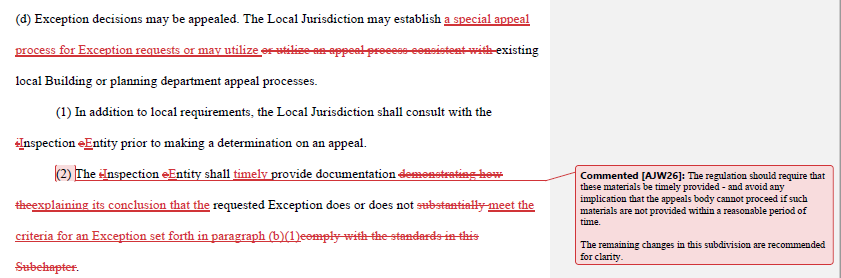 (d) Exception decisions may be appealed. The Local Jurisdiction may establish a special appeal
process for Exception requests or may utilize or utilize an appeal process consistent with existing
local Building or planning department appeal processes.
(1) In addition to local requirements, the Local Jurisdiction shall consult with the
iInspection eEntity prior to making a determination on an appeal.
(2) The iInspection eEntity shall timely provide documentation demonstrating how
theexplaining its conclusion that the requested Exception does or does not substantially meet the
criteria for an Exception set forth in paragraph (b)(1)comply with the standards in this
Subchapter.
Commented [AJW26]: The regulation should require that
these materials be timely provided - and avoid any
implication that the appeals body cannot proceed if such
materials are not provided within a reasonable period of
time.
The remaining changes in this subdivision are recommended
for clarity.